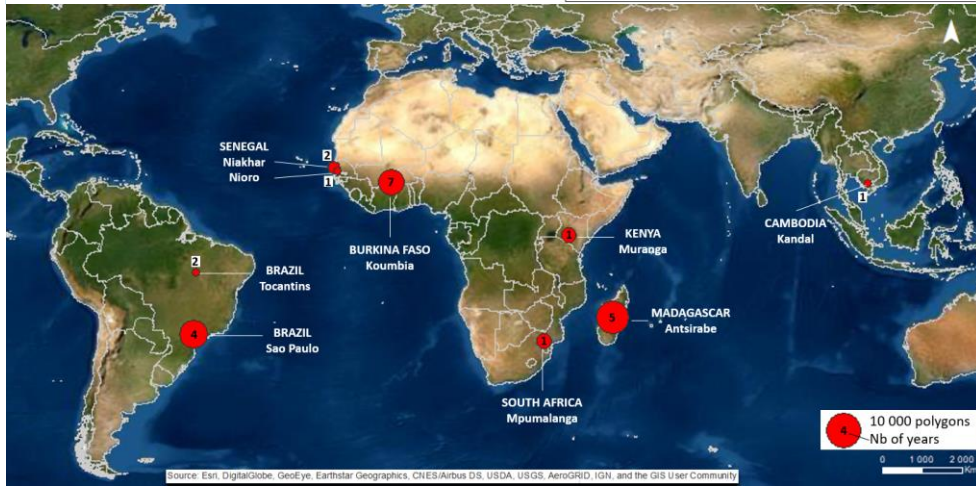 N
SENEGAL
Niakhar
Nioro
2
1
7
BURKINA FASO
Koumbia
1
KENYA
Muranga
CAMBODIA
Kandal
1
2
BRAZIL
Tocantins
4
BRAZIL
Sao Paulo
5
MADAGASCAR
Antsirabe
1
SOUTH AFRICA
Mpumalanga
4
10 000 polygons
Nb of years
0 1 000 2 000
Km
Source: Esri, DigitalGlobe, GeoEye, Earthstar Geographics, CNES/Airbus DS, USDA, USGS, AeroGRID, IGN, and the GIS User Community